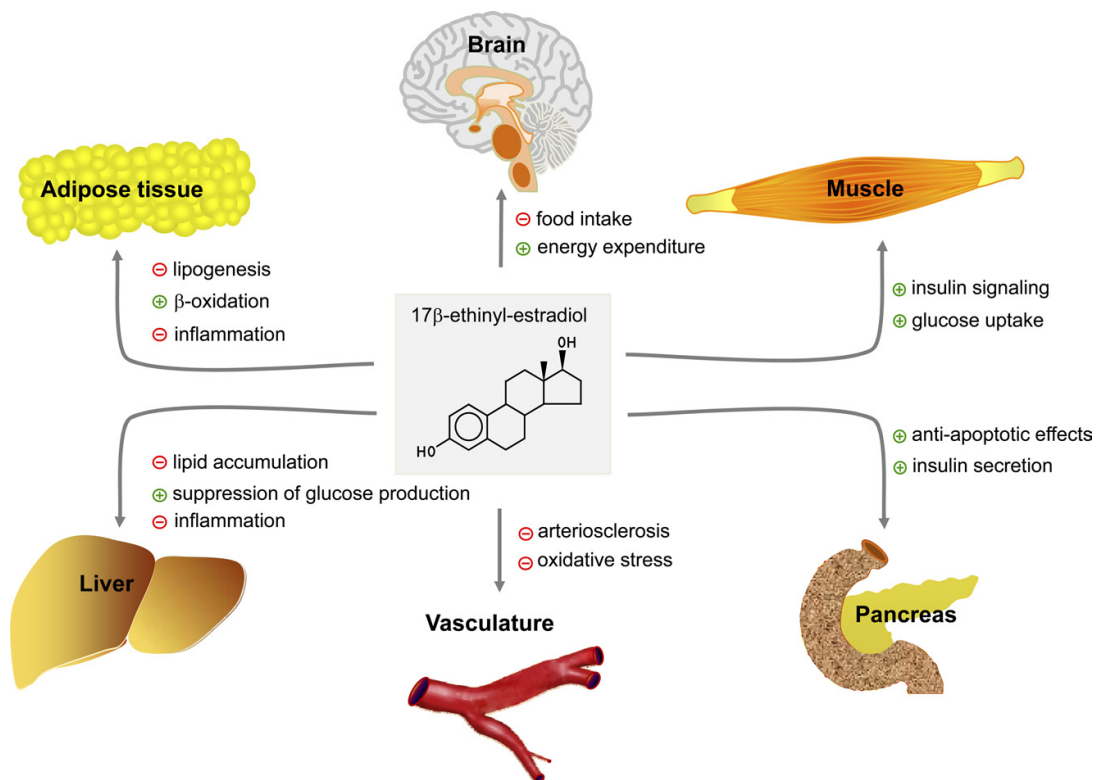 Brain
Adipose tissue
Muscle
⊖ food intake
⊕ energy expenditure
⊖ lipogenesis
⊕ β-oxidation
⊖ inflammation
⊕ insulin signaling
⊕ glucose uptake
17β-ethinyl-estradiol
OH
HO
⊖ lipid accumulation
⊕ suppression of glucose production
⊖ inflammation
⊕ anti-apoptotic effects
⊕ insulin secretion
⊖ arteriosclerosis
⊖ oxidative stress
Liver
Vasculature
Pancreas